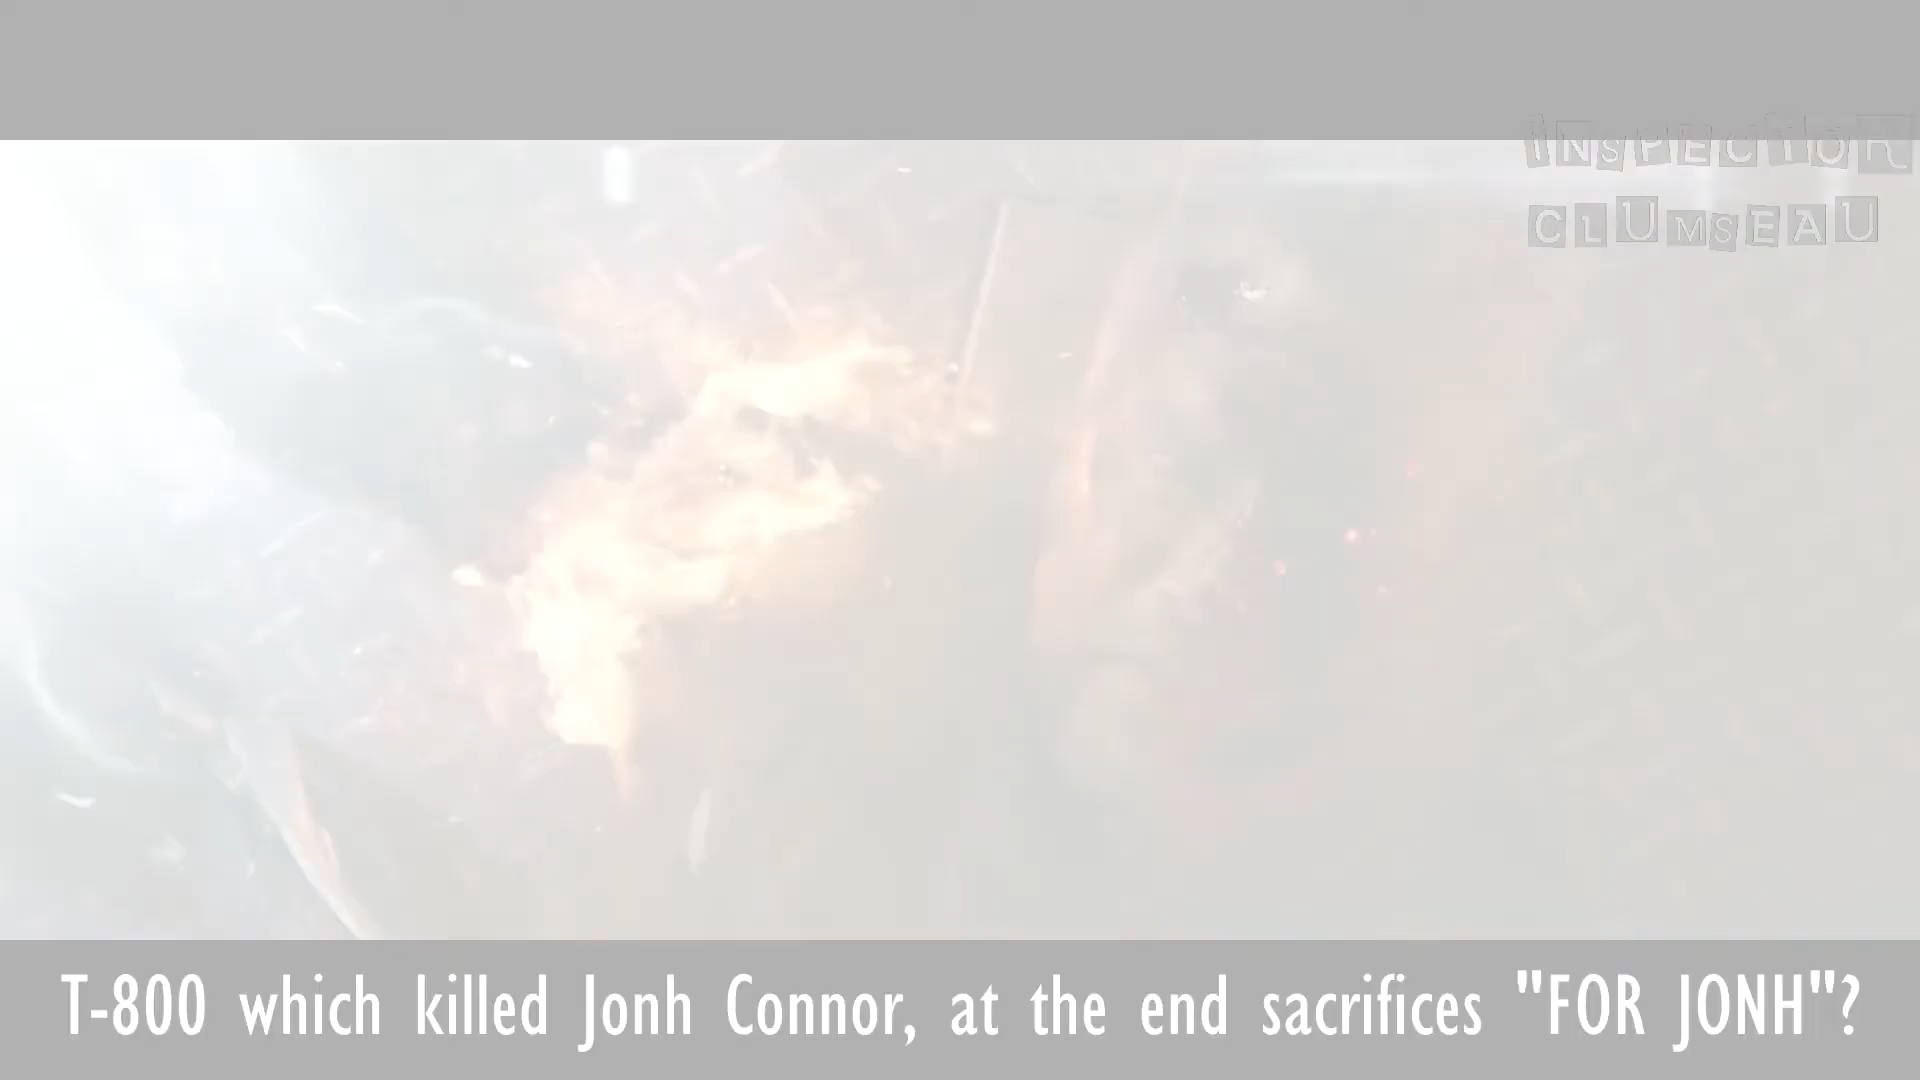 INSPECTOR
CLUMSEAU
T-800 which killed Jonh Connor, at the end sacrifices "FOR JONH"?